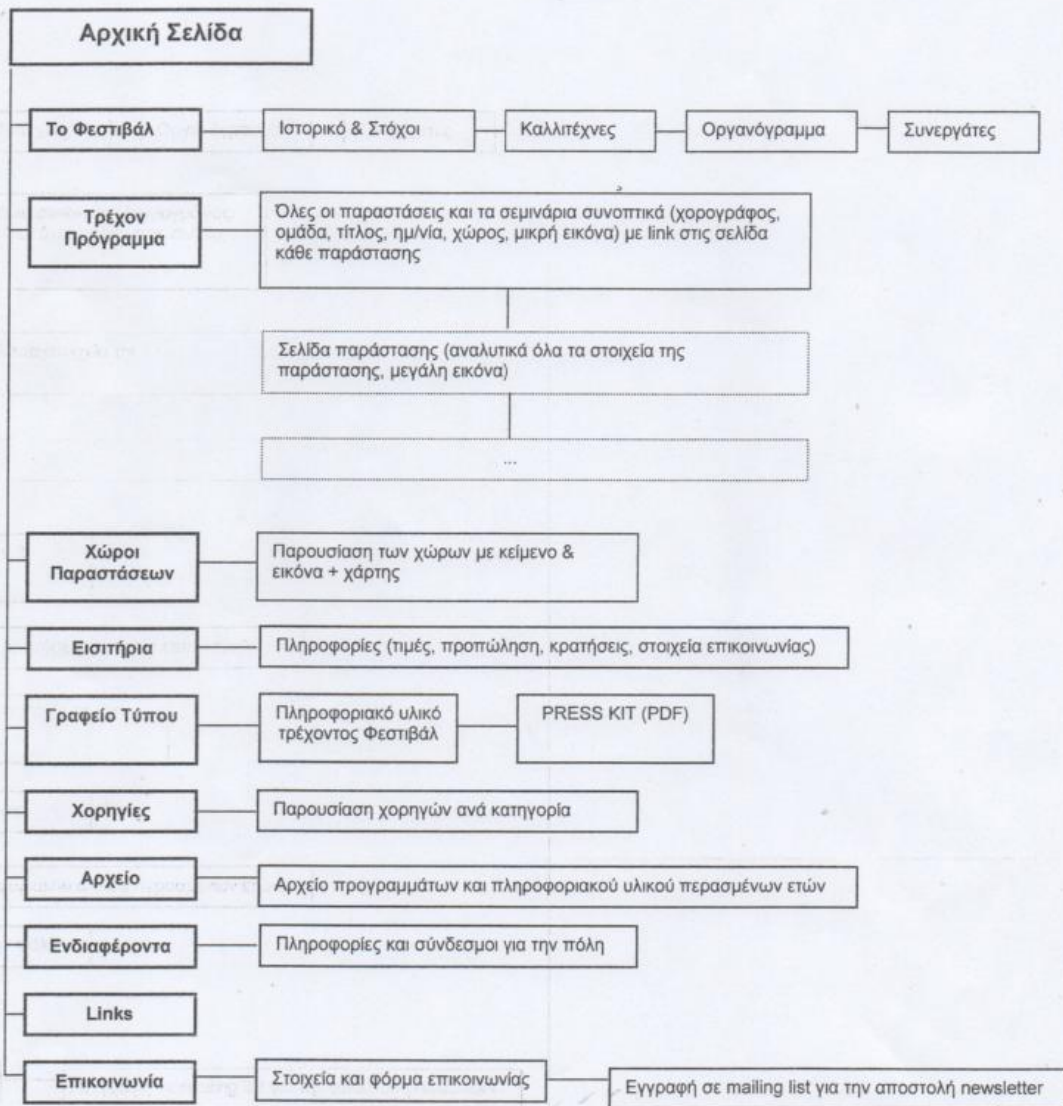 Αρχική Σελίδα
Το Φεστιβάλ
Ιστορικό & Στόχοι
Καλλιτέχνες
Οργανόγραμμα
Συνεργάτες
Τρέχον
Πρόγραμμα
Όλες οι παραστάσεις και τα σεμινάρια συνοπτικά (χορογράφος,
ομάδα, τίτλος, ημ/νία, χώρος, μικρή εικόνα) με link στις σελίδα
κάθε παράστασης
Σελίδα παράστασης (αναλυτικά όλα τα στοιχεία της
παράστασης, μεγάλη εικόνα)
...
Χώροι
Παραστάσεων
Παρουσίαση των χώρων με κείμενο &
εικόνα + χάρτης
Εισιτήρια
Πληροφορίες (τιμές, προπώληση, κρατήσεις, στοιχεία επικοινωνίας)
Γραφείο Τύπου
Πληροφοριακό υλικό
τρέχοντος Φεστιβάλ
PRESS KIT (PDF)
Χορηγίες
Παρουσίαση χορηγών ανά κατηγορία
Αρχείο
Αρχείο προγραμμάτων και πληροφοριακού υλικού περασμένων ετών
Ενδιαφέροντα
Πληροφορίες και σύνδεσμοι για την πόλη
Links
Επικοινωνία
Στοιχεία και φόρμα επικοινωνίας
Εγγραφή σε mailing list για την αποστολή newsletter